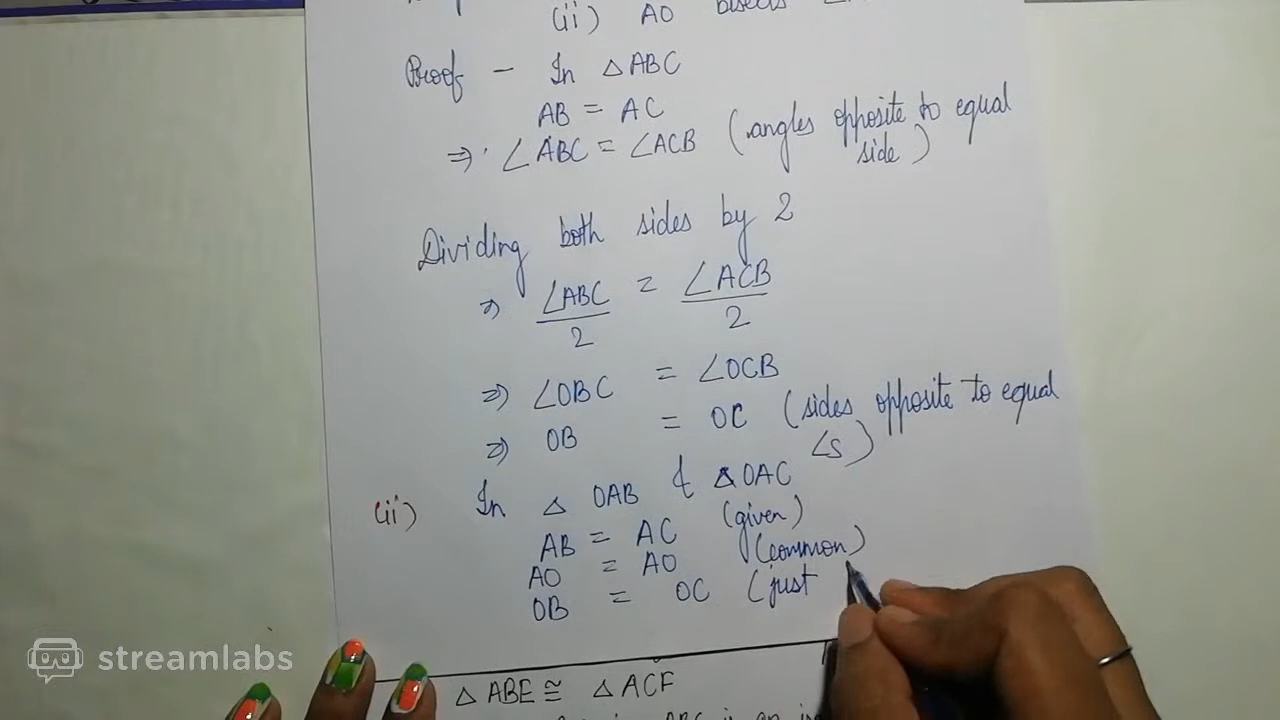 (ii) AO bisects
Proof - In △ABC
AB = AC
⇒ ∠ABC = ∠ACB (angles opposite to equal
side)
Dividing both sides by 2
⇒ ∠ABC/2 = ∠ACB/2
⇒ ∠OBC = ∠OCB
⇒ OB = OC (sides opposite to equal
∠s)
(ii) In △ OAB & △OAC
AB = AC (given)
AO = AO (common)
OB = OC (just
△ABE ≅ △ACF
streamlabs